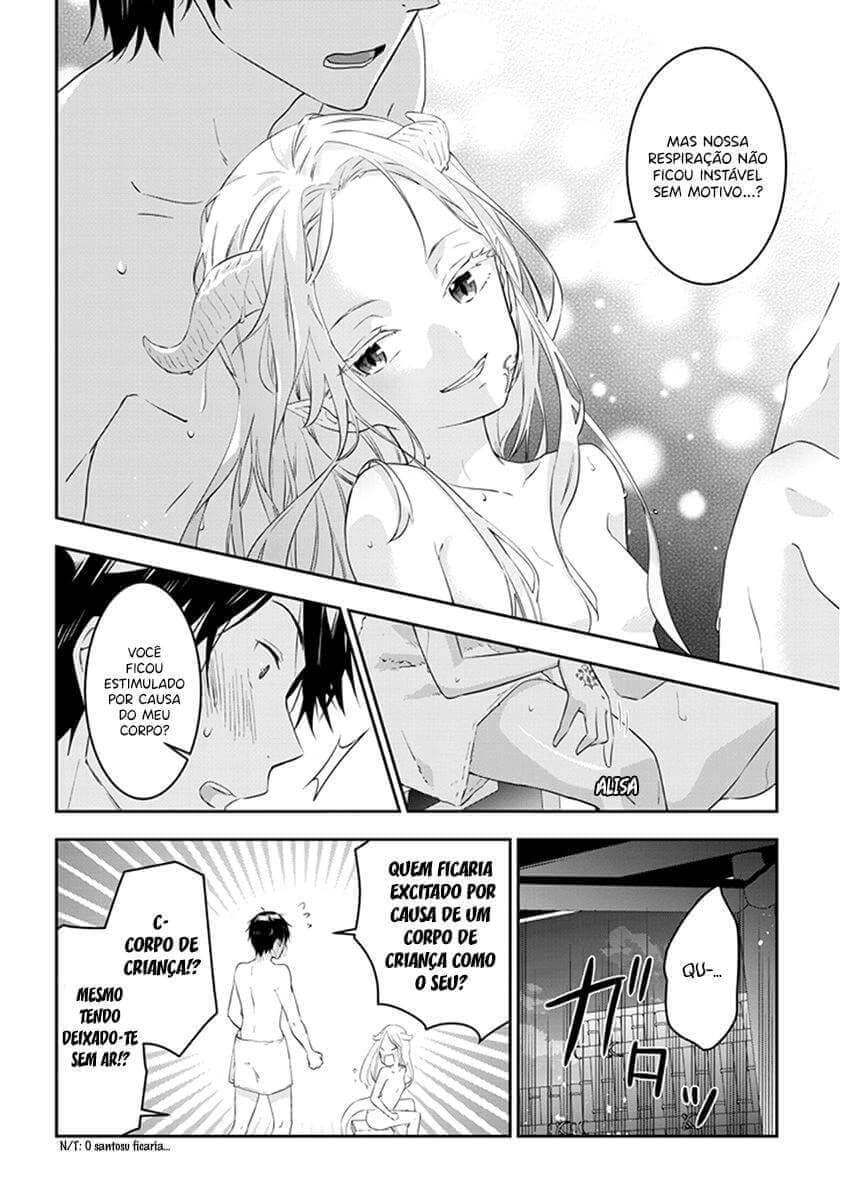 MAS NOSSA
RESPIRAÇÃO NÃO
FICOU INSTÁVEL
SEM MOTIVO...?
VOCÊ
FICOU
ESTIMULADO
POR CAUSA
DO MEU
CORPO?
ALISA
QUEM FICARIA
EXCITADO POR
CAUSA DE UM
CORPO DE
CRIANÇA COMO
O SEU?
C-
CORPO DE
CRIANÇA!?
MESMO
TENDO
DEIXADO-TE
SEM AR!?
QU-...
ガロ
N/T: O santosu ficaria...